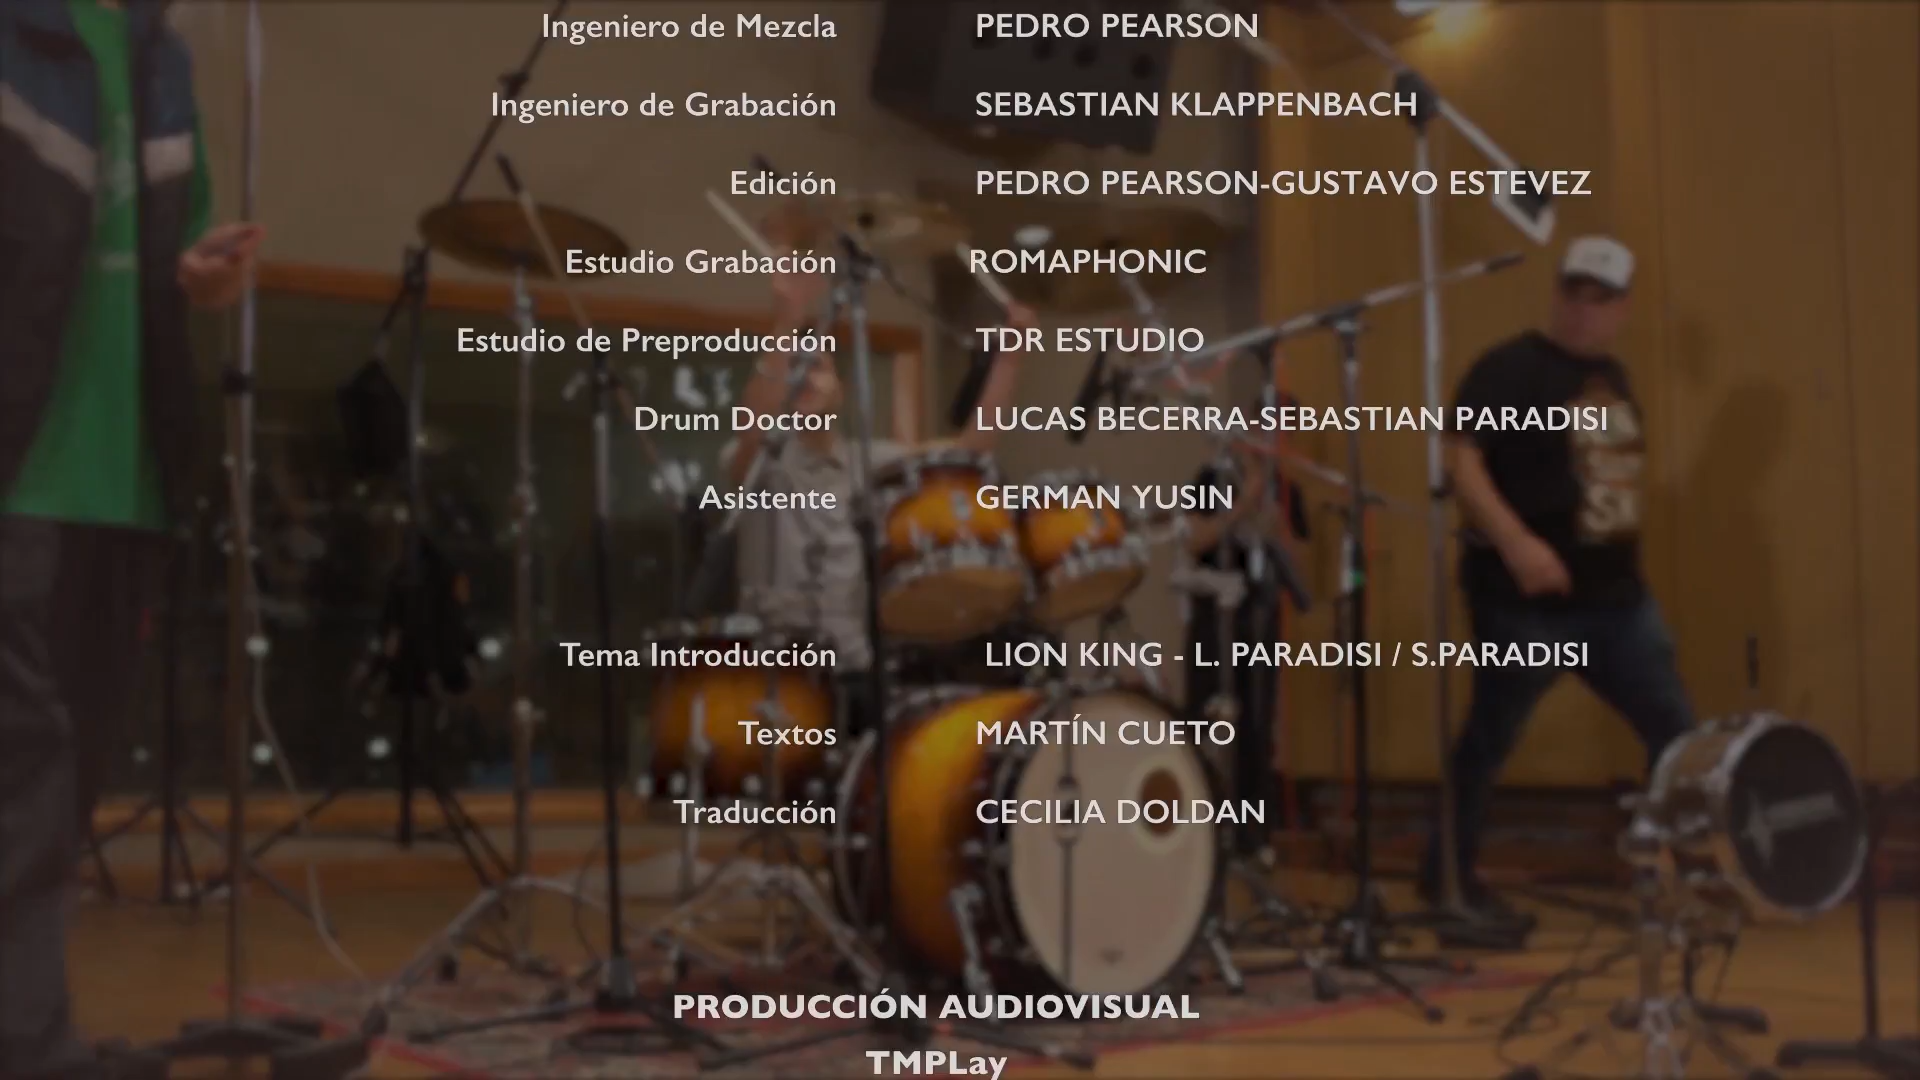 Ingeniero de Mezcla PEDRO PEARSON
Ingeniero de Grabación SEBASTIAN KLAPPENBACH
Edición PEDRO PEARSON-GUSTAVO ESTEVEZ
Estudio Grabación ROMAPHONIC
Estudio de Preproducción TDR ESTUDIO
Drum Doctor LUCAS BECERRA-SEBASTIAN PARADISI
Asistente GERMAN YUSIN
Tema Introducción LION KING - L. PARADISI / S.PARADISI
Textos MARTÍN CUETO
Traducción CECILIA DOLDAN
PRODUCCIÓN AUDIOVISUAL
TMPLay